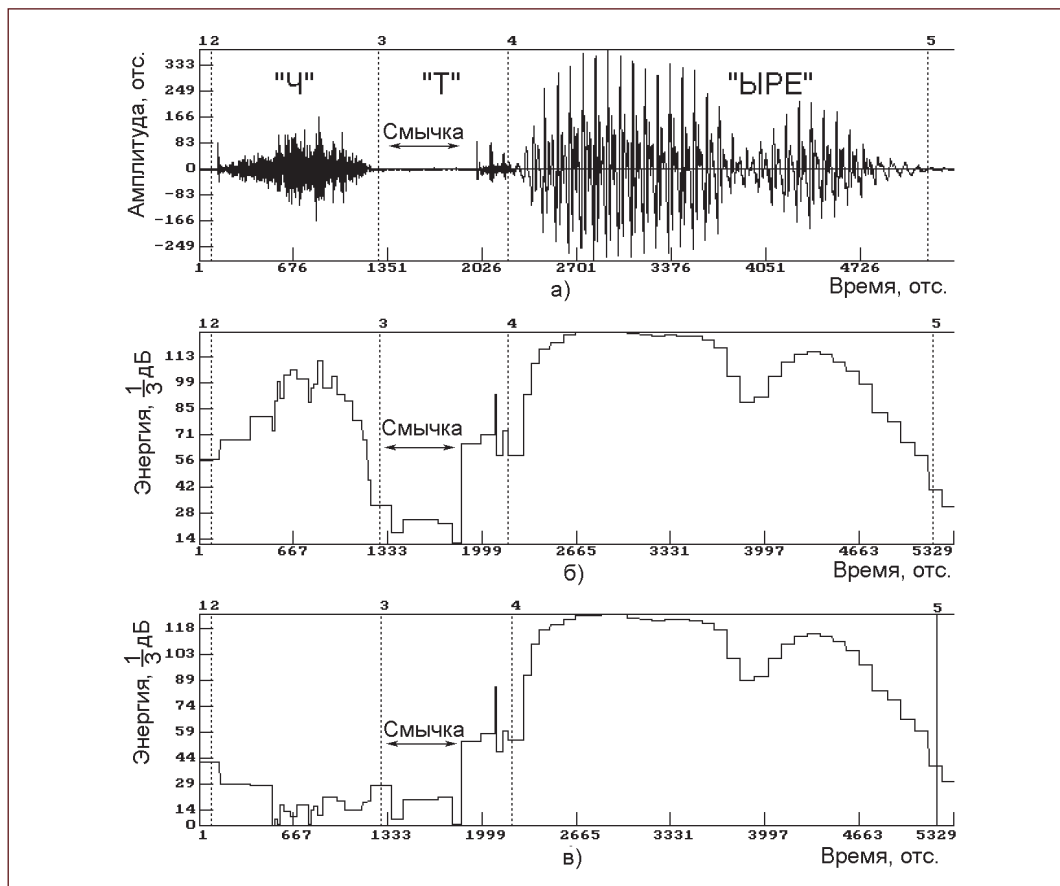 12 3 4 5
"Ч" "Т" "ЫРЕ"
Смычка
Амплитуда, отс.
333
249
166
83
0
-83
-166
-249
1 676 1351 2026 2701 3376 4051 4726
Время, отс.
а)
12 3 4 5
Энергия, 1/3 дБ
113
99
85
71
56
42
28
14
Смычка
1 667 1333 1999 2665 3331 3997 4663 5329
Время, отс.
б)
12 3 4 5
Энергия, 1/3 дБ
118
103
89
74
59
44
29
14
0
Смычка
1 667 1333 1999 2665 3331 3997 4663 5329
Время, отс.
в)